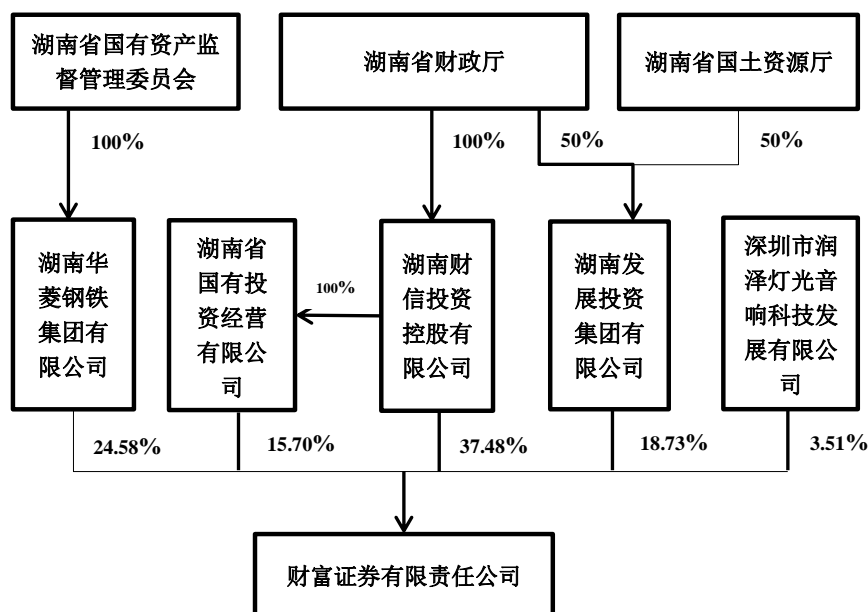 湖南省国有资产监
督管理委员会
湖南省财政厅
湖南省国土资源厅
100%
100%
50%
50%
湖南华
菱钢铁
集团有
限公司
湖南省
国有投
资经营
有限公
司
100%
湖南财
信投资
控股有
限公司
湖南发
展投资
集团有
限公司
深圳市润
泽灯光音
响科技发
展有限公
司
24.58%
15.70%
37.48%
18.73%
3.51%
财富证券有限责任公司